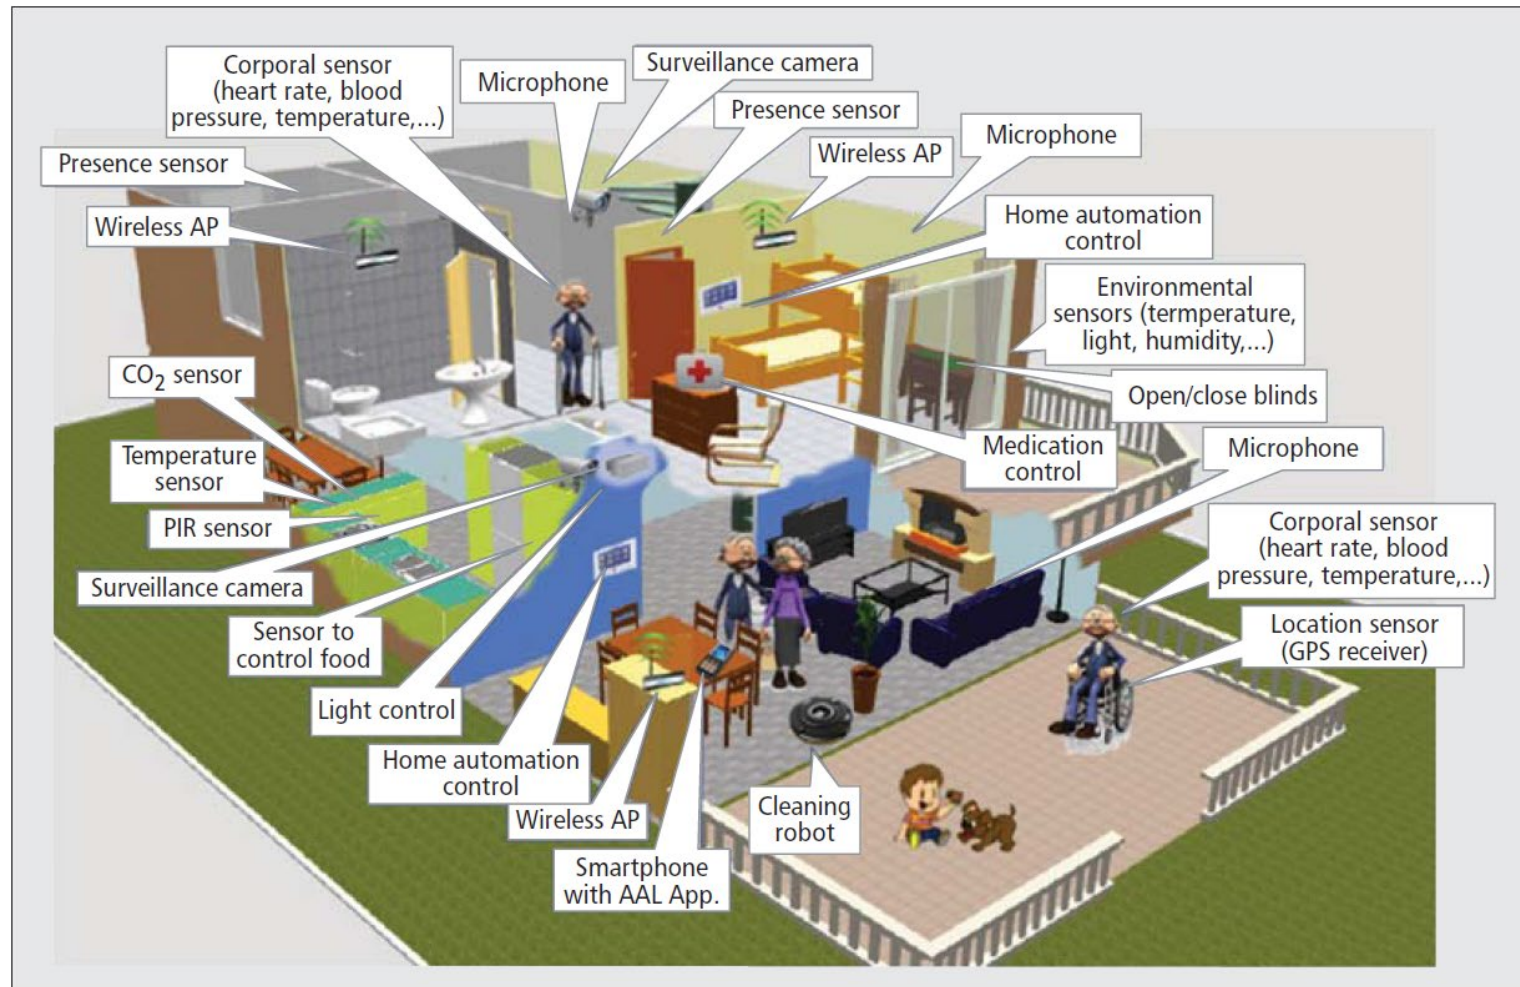 Corporal sensor
(heart rate, blood
pressure, temperature,...)
Microphone
Surveillance camera
Presence sensor
Wireless AP
Microphone
Presence sensor
Wireless AP
Home automation
control
Environmental
sensors (termperature,
light, humidity,...)
Open/close blinds
CO2 sensor
Temperature
sensor
PIR sensor
Surveillance camera
Sensor to
control food
Light control
Home automation
control
Wireless AP
Smartphone
with AAL App.
Cleaning
robot
Medication
control
Microphone
Corporal sensor
(heart rate, blood
pressure, temperature,...)
Location sensor
(GPS receiver)